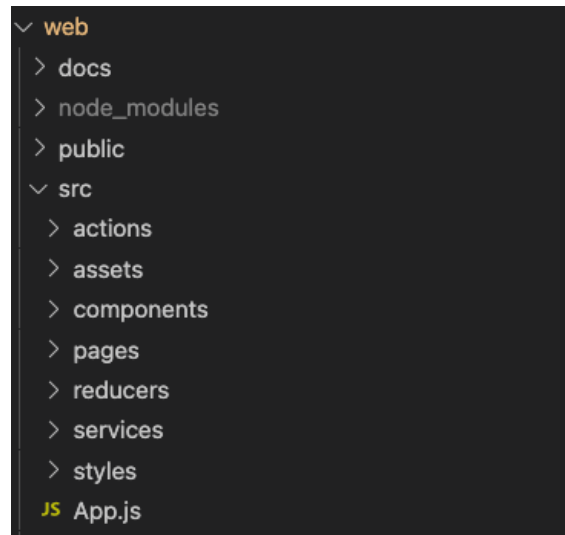 web
docs
node_modules
public
src
actions
assets
components
pages
reducers
services
styles
JS App.js